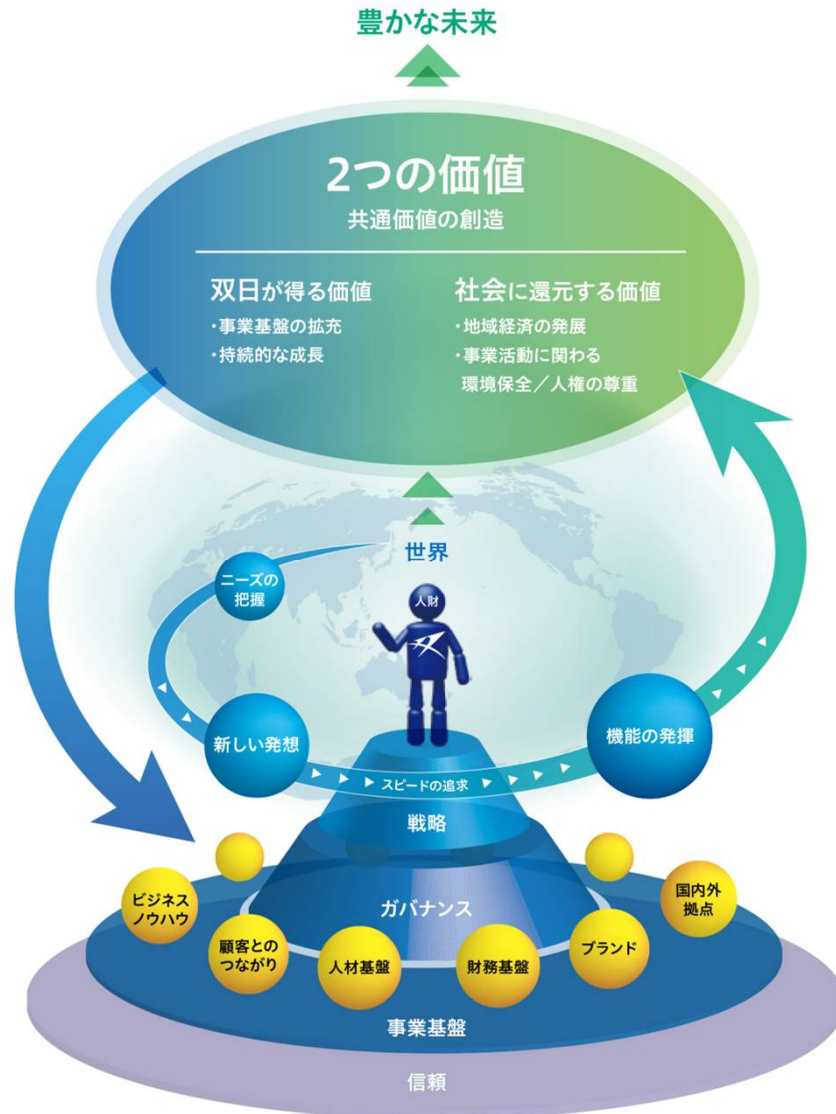 豊かな未来
2つの価値
共通価値の創造
双日が得る価値
・事業基盤の拡充
・持続的な成長
社会に還元する価値
・地域経済の発展
・事業活動に関わる
環境保全／人権の尊重
世界
ニーズの
把握
人財
新しい発想
スピードの追求
機能の発揮
戦略
ガバナンス
ビジネス
ノウハウ
顧客との
つながり
人材基盤
財務基盤
ブランド
国内外
拠点
事業基盤
信頼